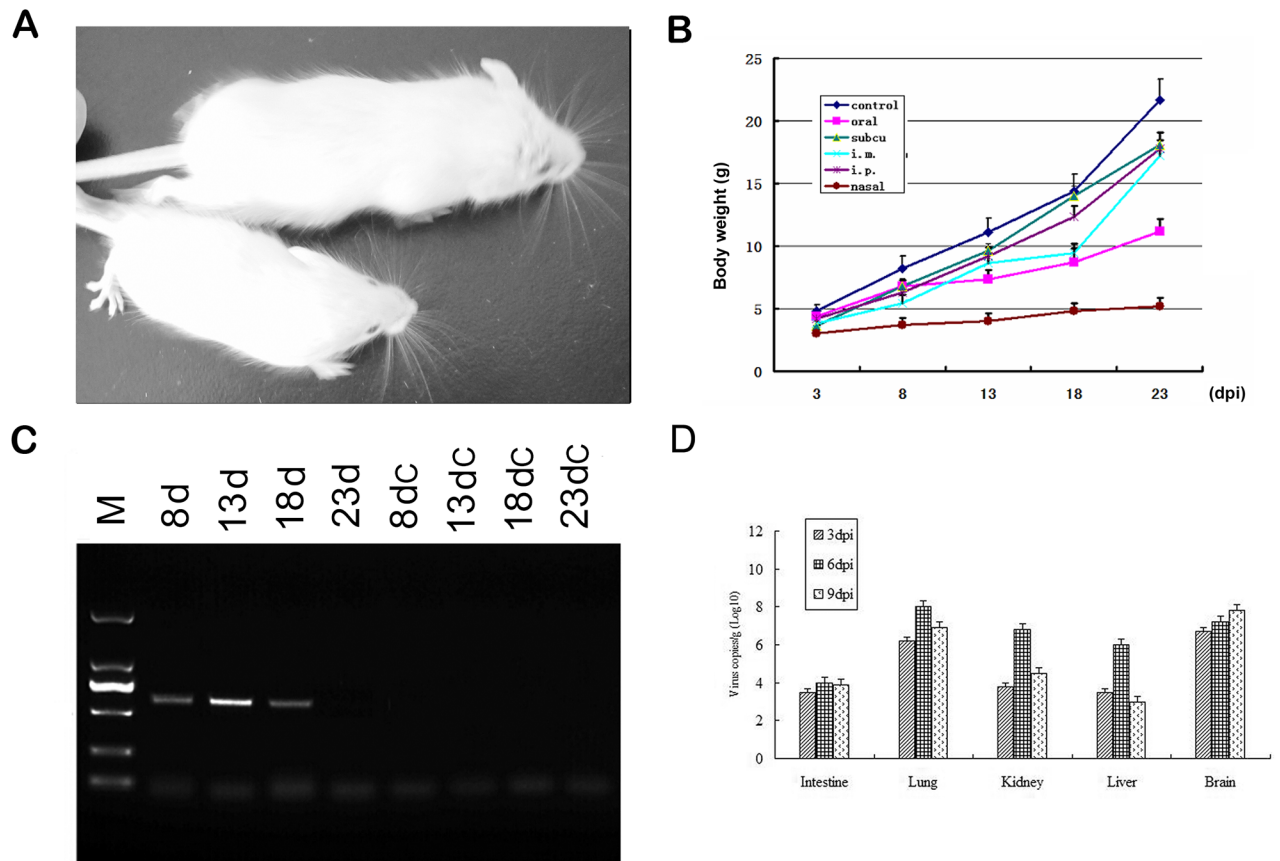 A
B
25
20
15
10
5
0
control
oral
subcu
i.m.
i.p.
nasal
Body weight (g)
3 8 13 18 23 (dpi)
C
M 8d 13d 18d 23d 8dC 13dC 18dC 23dC
D
12
10
8
6
4
2
0
3dpi
6dpi
9dpi
Virus copies/g (Log10)
Intestine Lung Kidney Liver Brain